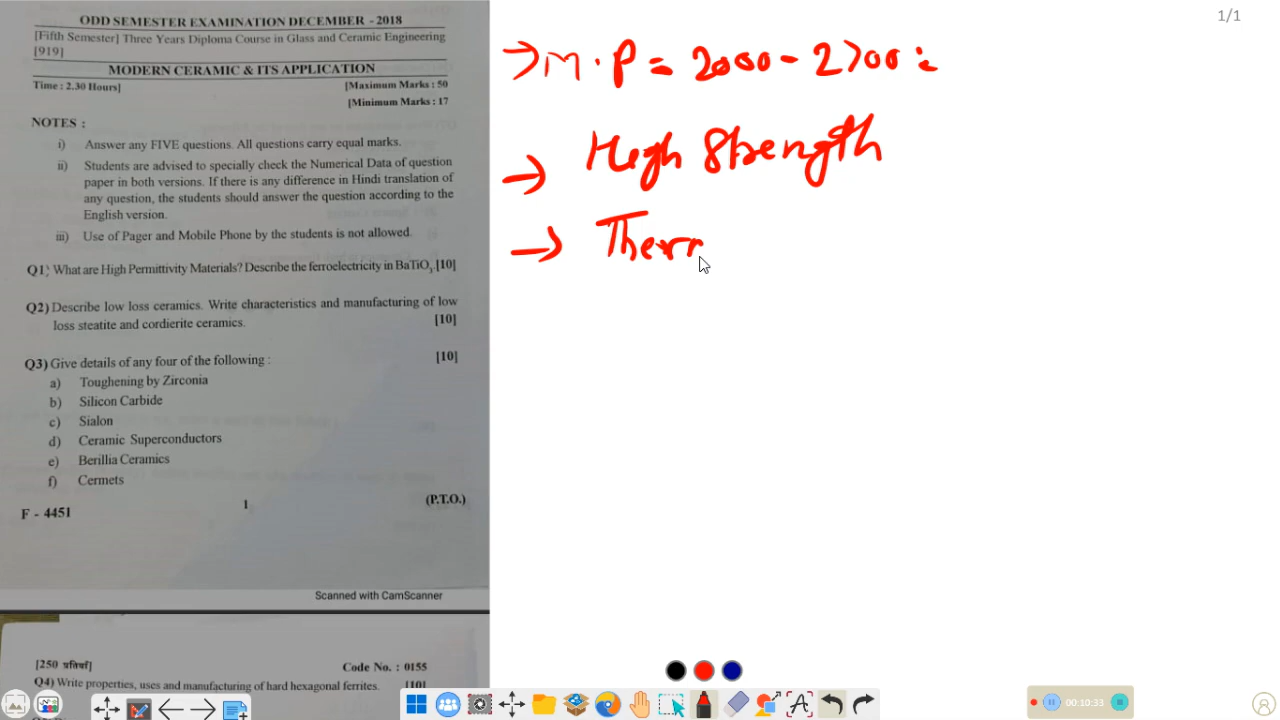 1/1
ODD SEMESTER EXAMINATION DECEMBER - 2018
[Fifth Semester] Three Years Diploma Course in Glass and Ceramic Engineering
[919]
MODERN CERAMIC & ITS APPLICATION
Time : 2.30 Hours] [Maximum Marks : 50
[Minimum Marks : 17
NOTES :
i) Answer any FIVE questions. All questions carry equal marks.
ii) Students are advised to specially check the Numerical Data of question
paper in both versions. If there is any difference in Hindi translation of
any question, the students should answer the question according to the
English version.
iii) Use of Pager and Mobile Phone by the students is not allowed.
Q1) What are High Permittivity Materials? Describe the ferroelectricity in BaTiO3. [10]
Q2) Describe low loss ceramics. Write characteristics and manufacturing of low
loss steatite and cordierite ceramics. [10]
Q3) Give details of any four of the following : [10]
a) Toughening by Zirconia
b) Silicon Carbide
c) Sialon
d) Ceramic Superconductors
e) Berillia Ceramics
f) Cermets
1 (P.T.O.)
F - 4451
Scanned with CamScanner
[250 प्रतियाँ] Code No. : 0155
Q4) Write properties, uses and manufacturing of hard hexagonal ferrites. [10]
→ M.P = 2000 - 2700 :
→ High Strength
→ Therr
00:10:33